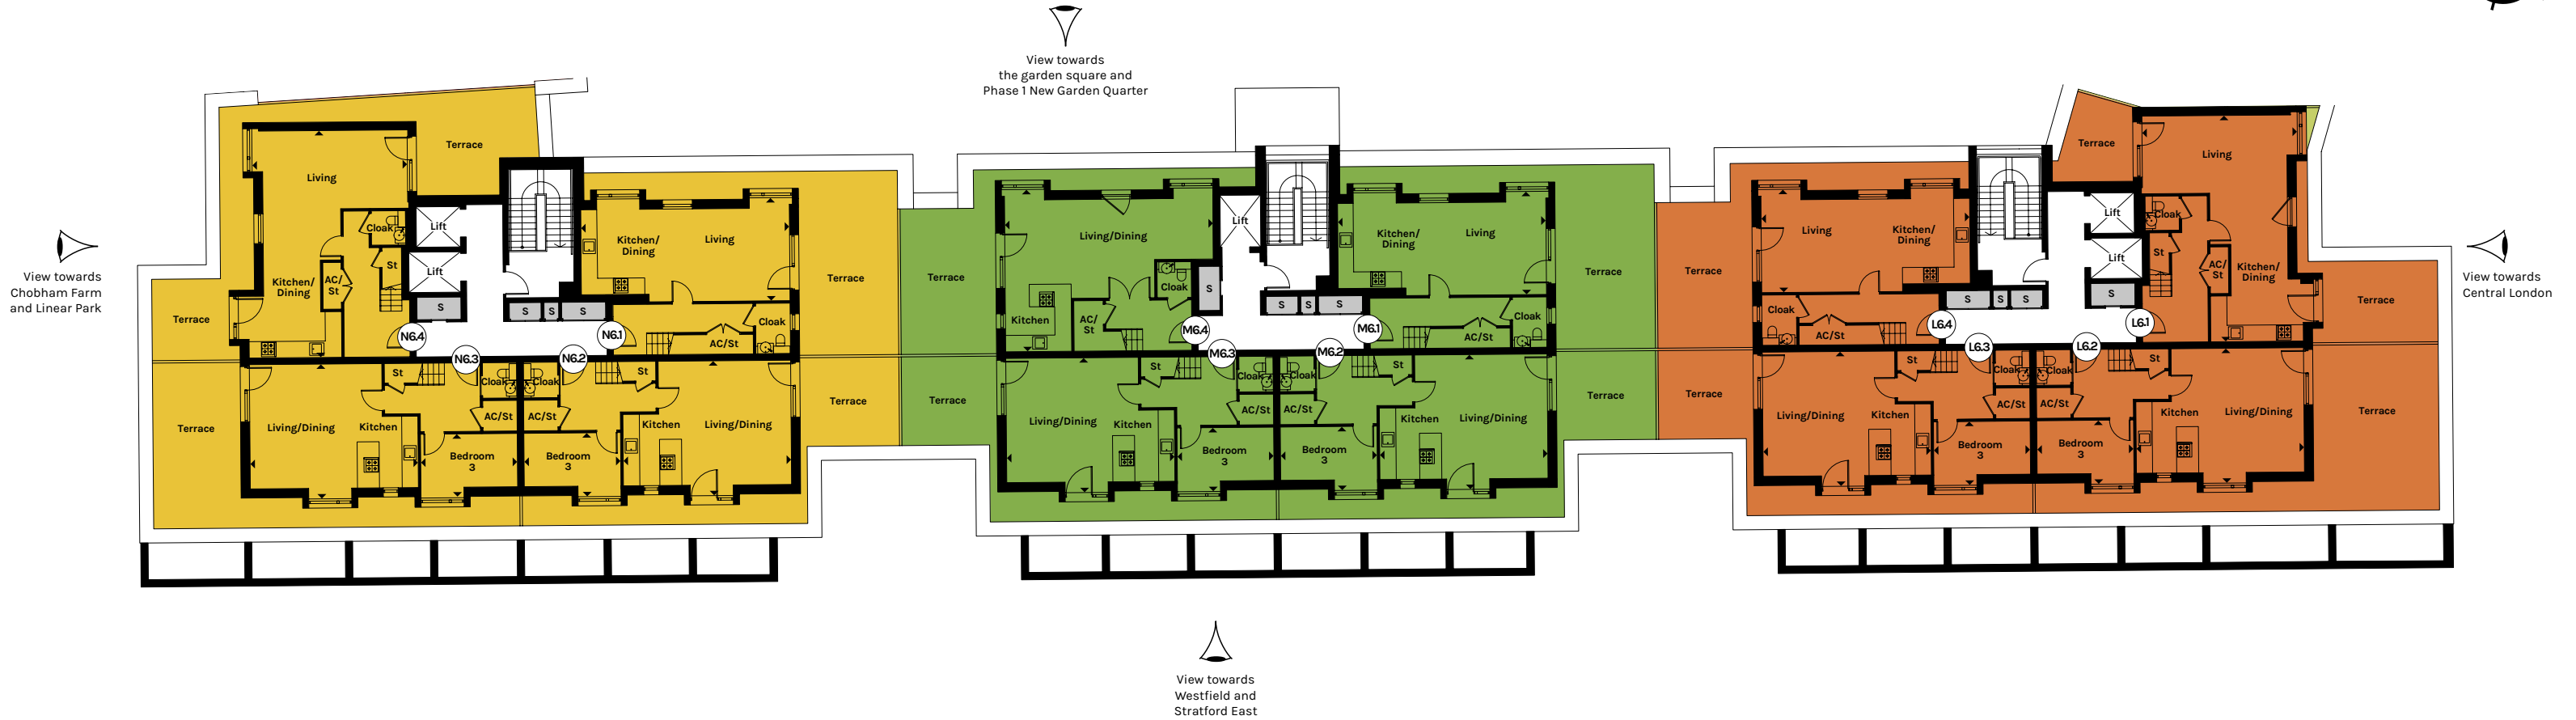 View towards
the garden square and
Phase 1 New Garden Quarter
View towards
Chobham Farm
and Linear Park
Terrace
Living
Cloak
Lift
St
Lift
AC/
St
Kitchen/
Dining
S
Terrace
N6.4
Kitchen/
Dining
Living
S
S
S
N6.1
Cloak
AC/St
Terrace
N6.3
N6.2
St
Cloak
Cloak
St
AC/St
AC/St
Living/Dining
Kitchen
Bedroom
3
Bedroom
3
Kitchen
Living/Dining
Terrace
Terrace
Terrace
Living/Dining
Lift
Cloak
Kitchen
AC/
St
S
S
S
S
M6.4
M6.1
Kitchen/
Dining
Living
Cloak
AC/St
Terrace
M6.3
M6.2
St
Cloak
Cloak
St
AC/St
AC/St
Living/Dining
Kitchen
Bedroom
3
Bedroom
3
Kitchen
Living/Dining
Terrace
Terrace
Terrace
Living
Kitchen/
Dining
Cloak
AC/St
S
S
S
L6.4
Lift
Lift
S
L6.1
Terrace
Living
Cloak
St
AC/
St
Kitchen/
Dining
Terrace
L6.3
L6.2
St
Cloak
Cloak
St
AC/St
AC/St
Living/Dining
Kitchen
Bedroom
3
Bedroom
3
Kitchen
Living/Dining
Terrace
Terrace
View towards
Central London
View towards
Westfield and
Stratford East